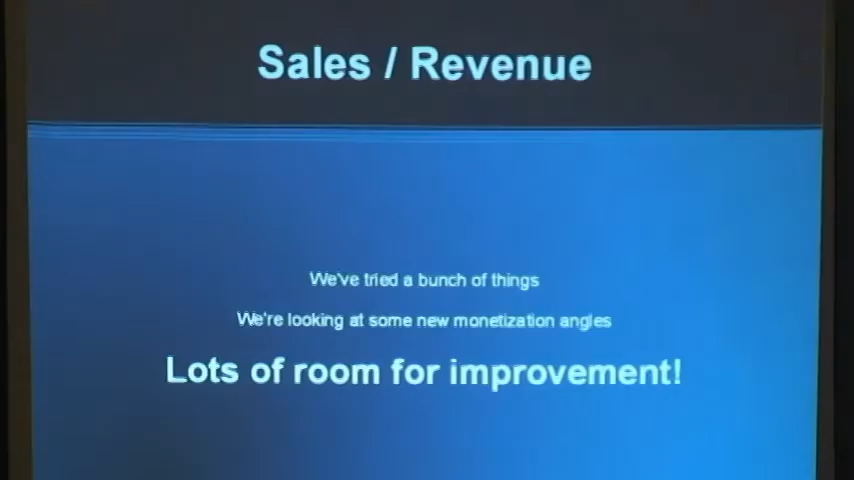 Sales / Revenue
We've tried a bunch of things
We're looking at some new monetization angles
Lots of room for improvement!